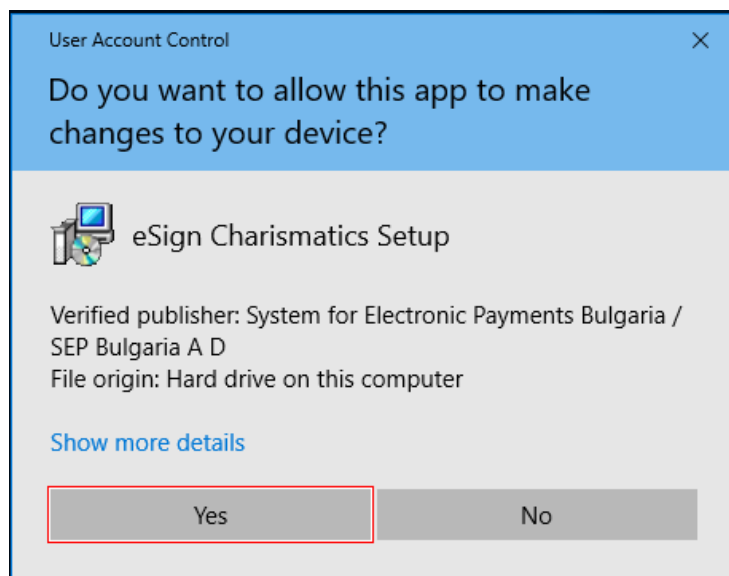 User Account Control
Do you want to allow this app to make
changes to your device?
eSign Charismatics Setup
Verified publisher: System for Electronic Payments Bulgaria /
SEP Bulgaria A D
File origin: Hard drive on this computer
Show more details
Yes No